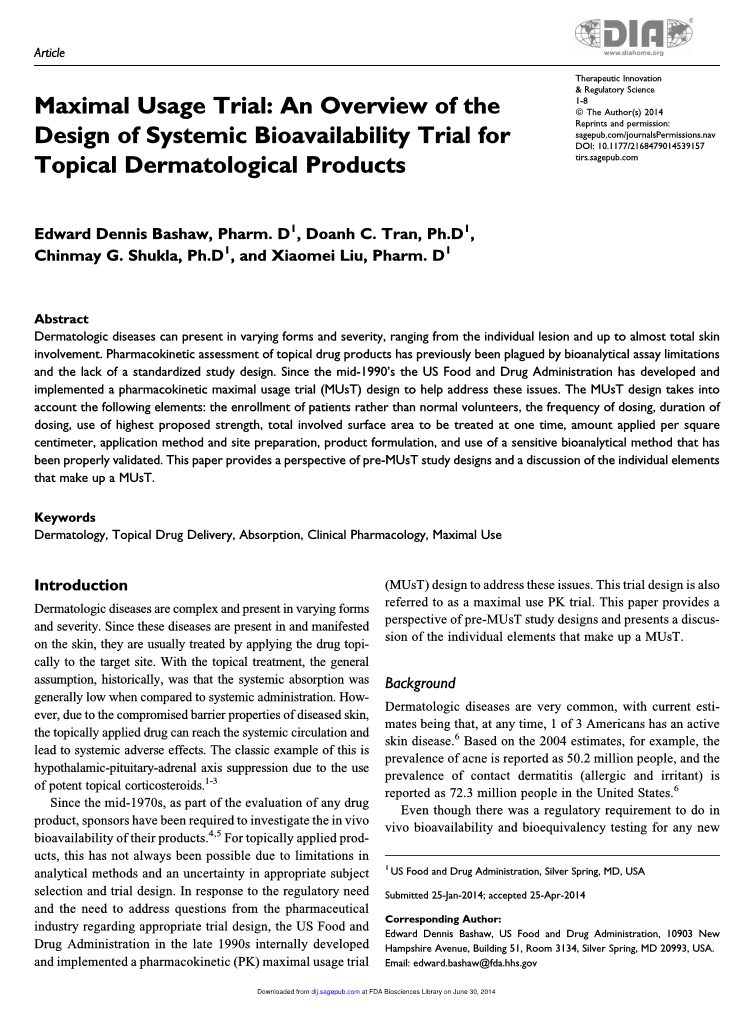 DIA
www.diahome.org
Article
Therapeutic Innovation
& Regulatory Science
1-8
© The Author(s) 2014
Reprints and permission:
sagepub.com/journalsPermissions.nav
DOI: 10.1177/2168479014539157
tirs.sagepub.com
Maximal Usage Trial: An Overview of the
Design of Systemic Bioavailability Trial for
Topical Dermatological Products
Edward Dennis Bashaw, Pharm. D1, Doanh C. Tran, Ph.D1,
Chinmay G. Shukla, Ph.D1, and Xiaomei Liu, Pharm. D1
Abstract
Dermatologic diseases can present in varying forms and severity, ranging from the individual lesion and up to almost total skin
involvement. Pharmacokinetic assessment of topical drug products has previously been plagued by bioanalytical assay limitations
and the lack of a standardized study design. Since the mid-1990's the US Food and Drug Administration has developed and
implemented a pharmacokinetic maximal usage trial (MUsT) design to help address these issues. The MUsT design takes into
account the following elements: the enrollment of patients rather than normal volunteers, the frequency of dosing, duration of
dosing, use of highest proposed strength, total involved surface area to be treated at one time, amount applied per square
centimeter, application method and site preparation, product formulation, and use of a sensitive bioanalytical method that has
been properly validated. This paper provides a perspective of pre-MUsT study designs and a discussion of the individual elements
that make up a MUsT.
Keywords
Dermatology, Topical Drug Delivery, Absorption, Clinical Pharmacology, Maximal Use
Introduction
Dermatologic diseases are complex and present in varying forms
and severity. Since these diseases are present in and manifested
on the skin, they are usually treated by applying the drug topi-
cally to the target site. With the topical treatment, the general
assumption, historically, was that the systemic absorption was
generally low when compared to systemic administration. How-
ever, due to the compromised barrier properties of diseased skin,
the topically applied drug can reach the systemic circulation and
lead to systemic adverse effects. The classic example of this is
hypothalamic-pituitary-adrenal axis suppression due to the use
of potent topical corticosteroids.1-3
Since the mid-1970s, as part of the evaluation of any drug
product, sponsors have been required to investigate the in vivo
bioavailability of their products.4,5 For topically applied prod-
ucts, this has not always been possible due to limitations in
analytical methods and an uncertainty in appropriate subject
selection and trial design. In response to the regulatory need
and the need to address questions from the pharmaceutical
industry regarding appropriate trial design, the US Food and
Drug Administration in the late 1990s internally developed
and implemented a pharmacokinetic (PK) maximal usage trial
(MUsT) design to address these issues. This trial design is also
referred to as a maximal use PK trial. This paper provides a
perspective of pre-MUsT study designs and presents a discus-
sion of the individual elements that make up a MUsT.
Background
Dermatologic diseases are very common, with current esti-
mates being that, at any time, 1 of 3 Americans has an active
skin disease.6 Based on the 2004 estimates, for example, the
prevalence of acne is reported as 50.2 million people, and the
prevalence of contact dermatitis (allergic and irritant) is
reported as 72.3 million people in the United States.6
Even though there was a regulatory requirement to do in
vivo bioavailability and bioequivalency testing for any new
1 US Food and Drug Administration, Silver Spring, MD, USA
Submitted 25-Jan-2014; accepted 25-Apr-2014
Corresponding Author:
Edward Dennis Bashaw, US Food and Drug Administration, 10903 New
Hampshire Avenue, Building 51, Room 3134, Silver Spring, MD 20993, USA.
Email: edward.bashaw@fda.hhs.gov
Downloaded from dij.sagepub.com at FDA Biosciences Library on June 30, 2014